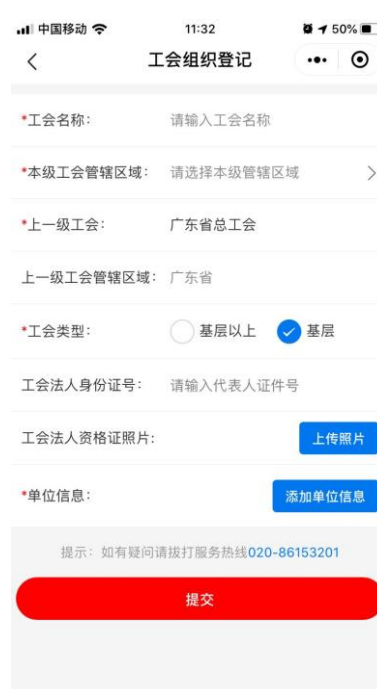 中国移动 11:32 50%
工会组织登记
*工会名称: 请输入工会名称
*本级工会管辖区域: 请选择本级管辖区域
*上一级工会: 广东省总工会
上一级工会管辖区域: 广东省
*工会类型: 基层以上 基层
工会法人身份证号: 请输入代表人证件号
工会法人资格证照片: 上传照片
*单位信息: 添加单位信息
提示：如有疑问请拔打服务热线020-86153201
提交